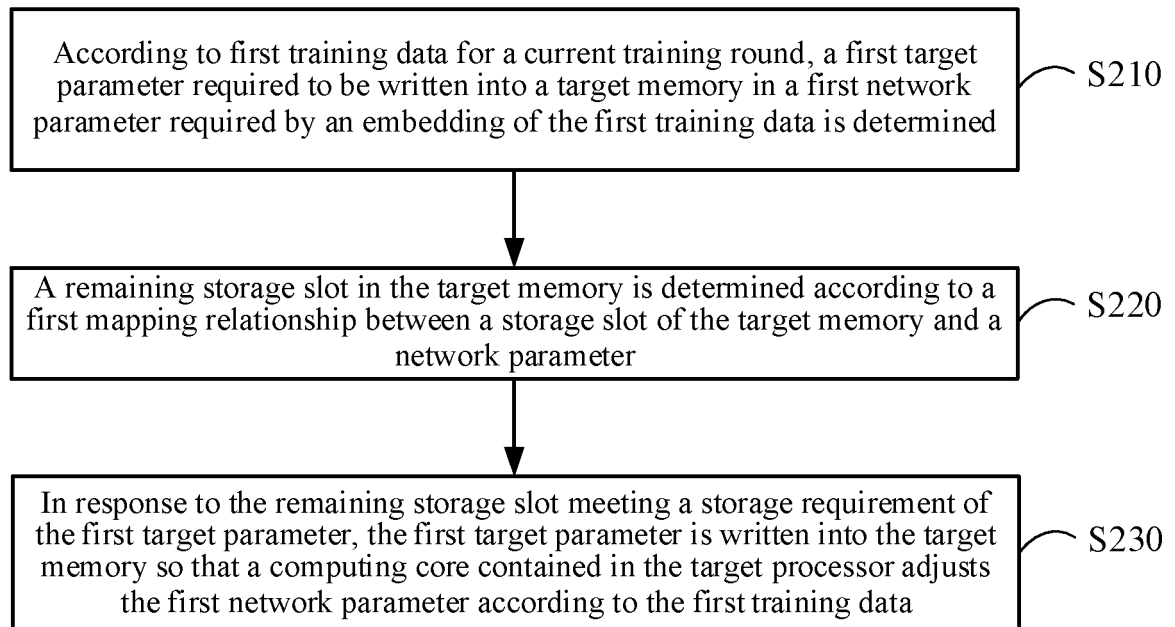 According to first training data for a current training round, a first target
parameter required to be written into a target memory in a first network
parameter required by an embedding of the first training data is determined
S210
A remaining storage slot in the target memory is determined according to a
first mapping relationship between a storage slot of the target memory and a
network parameter
S220
In response to the remaining storage slot meeting a storage requirement of
the first target parameter, the first target parameter is written into the target
memory so that a computing core contained in the target processor adjusts
the first network parameter according to the first training data
S230